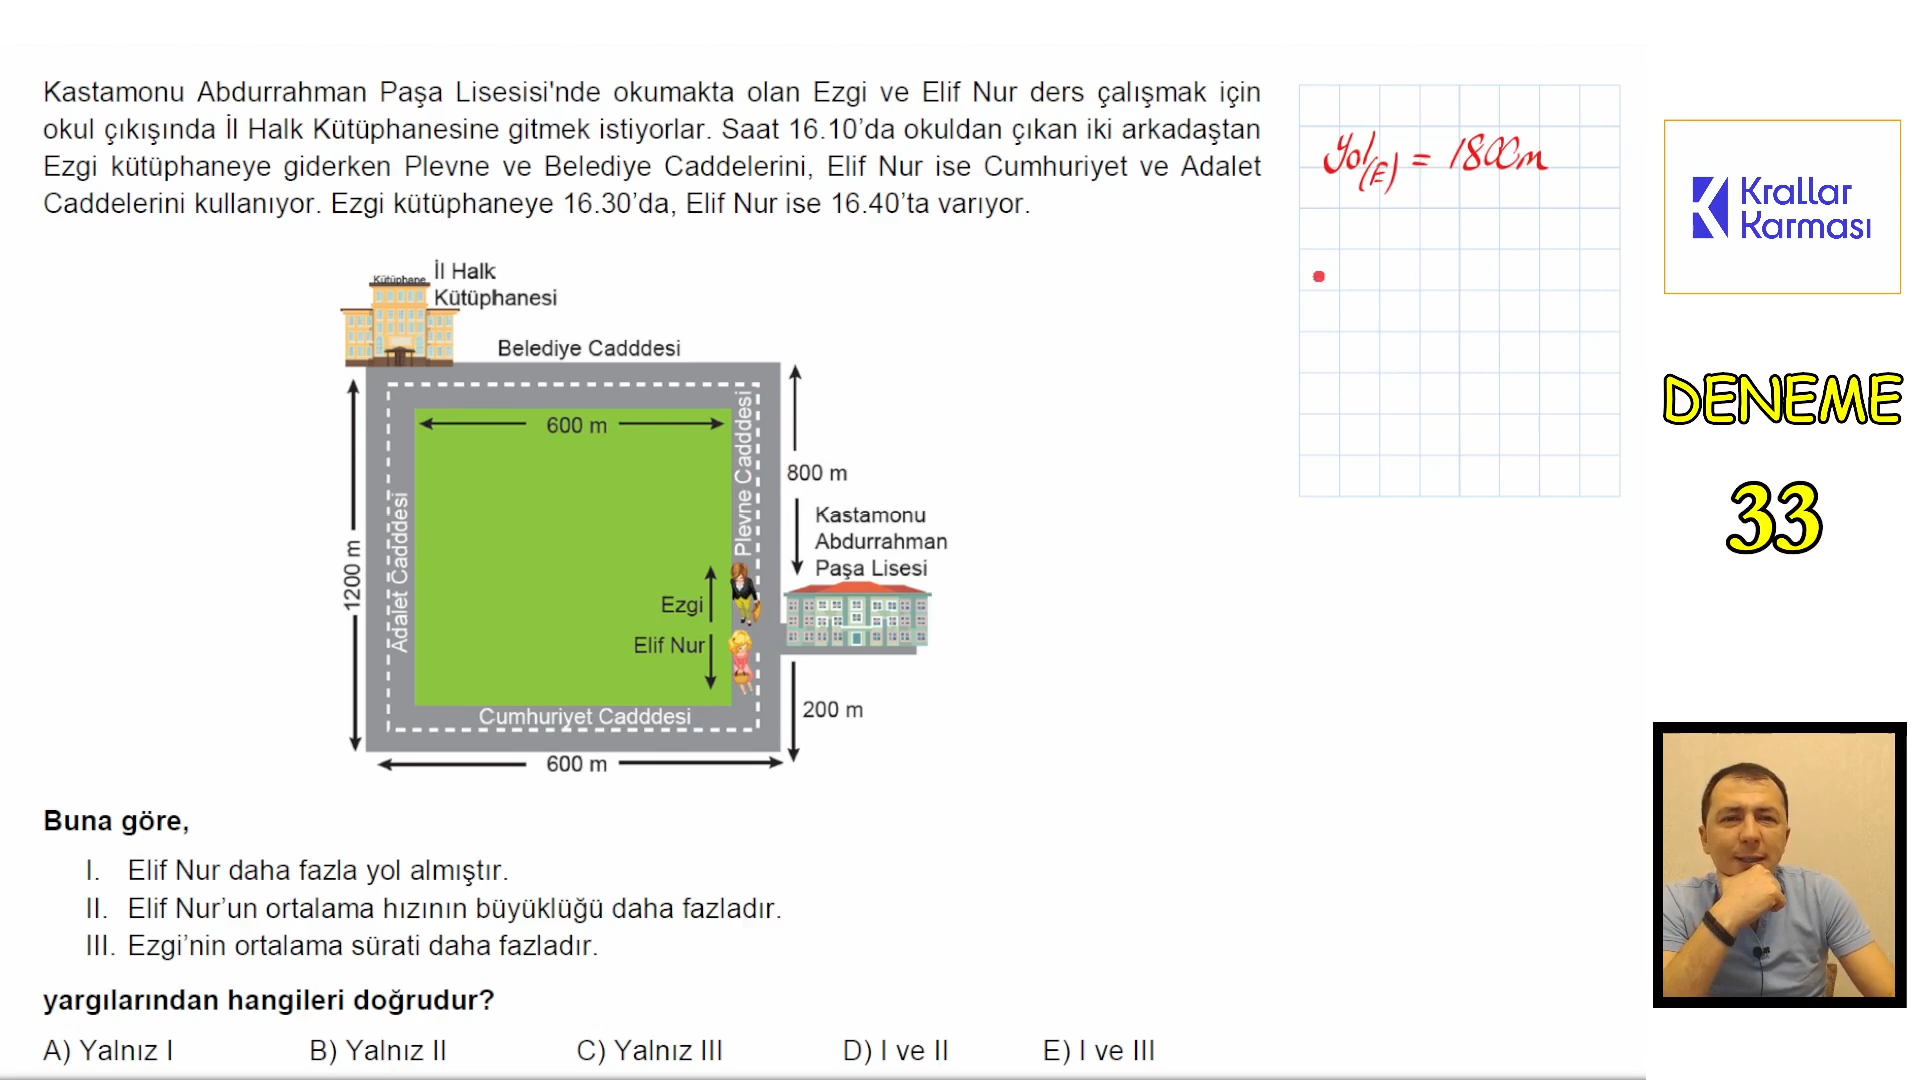 Kastamonu Abdurrahman Paşa Lisesisi'nde okumakta olan Ezgi ve Elif Nur ders çalışmak için
okul çıkışında İl Halk Kütüphanesine gitmek istiyorlar. Saat 16.10’da okuldan çıkan iki arkadaştan
Ezgi kütüphaneye giderken Plevne ve Belediye Caddelerini, Elif Nur ise Cumhuriyet ve Adalet
Caddelerini kullanıyor. Ezgi kütüphaneye 16.30’da, Elif Nur ise 16.40’ta varıyor.
Yol(E) = 1800m
Krallar
Karması
DENEME
33
Kütüphane
İl Halk
Kütüphanesi
Belediye Cadddesi
600 m
Plevne Cadddesi
800 m
Kastamonu
Abdurrahman
Paşa Lisesi
1200 m
Adalet Cadddesi
Ezgi
Elif Nur
Cumhuriyet Cadddesi
200 m
600 m
Buna göre,
I. Elif Nur daha fazla yol almıştır.
II. Elif Nur’un ortalama hızının büyüklüğü daha fazladır.
III. Ezgi’nin ortalama sürati daha fazladır.
yargılarından hangileri doğrudur?
A) Yalnız I B) Yalnız II C) Yalnız III D) I ve II E) I ve III